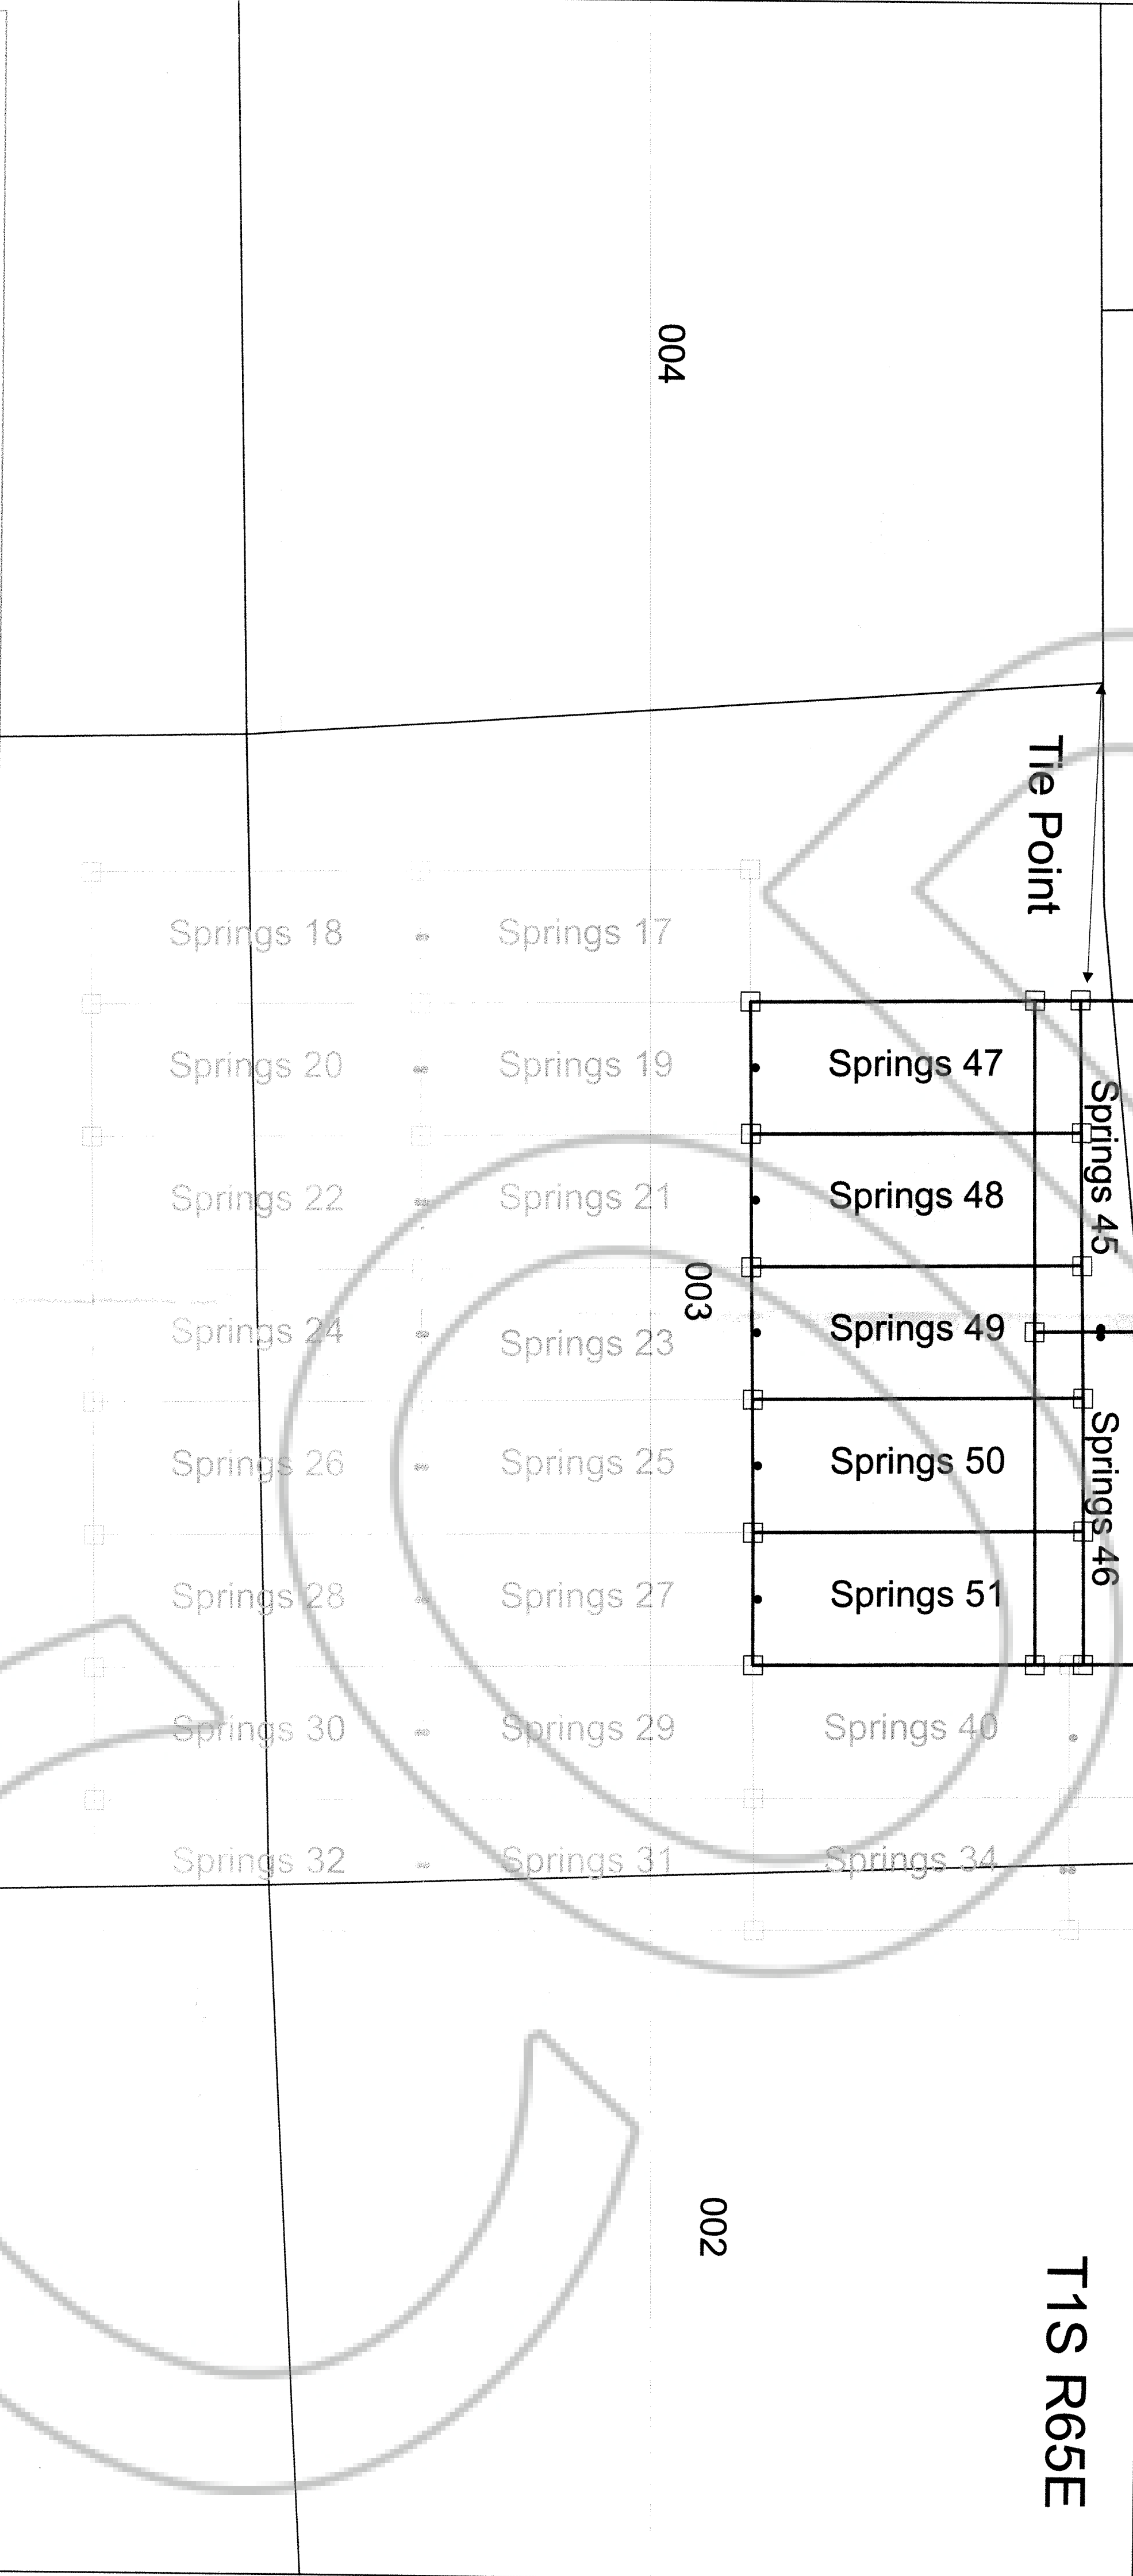 004
Tie Point
Springs 18
Springs 17
Springs 20
Springs 19
Springs 47
Springs 45
Springs 22
Springs 21
Springs 48
003
Springs 24
Springs 23
Springs 49
Springs 26
Springs 25
Springs 50
Springs 46
Springs 28
Springs 27
Springs 51
Springs 30
Springs 29
Springs 40
Springs 32
Springs 31
Springs 34
002
T1S R65E